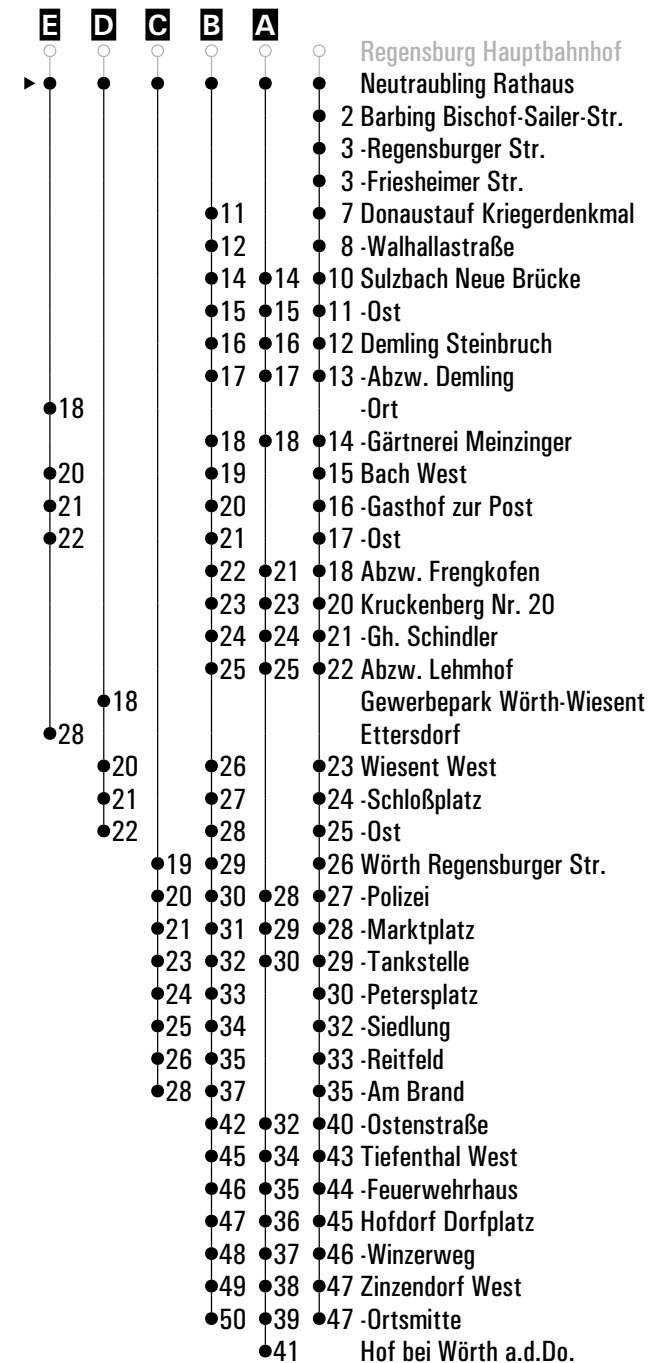 E D C B A
Regensburg Hauptbahnhof
Neutraubling Rathaus
2 Barbing Bischof-Sailer-Str.
3 -Regensburger Str.
3 -Friesheimer Str.
11 7 Donaustauf Kriegerdenkmal
12 8 -Walhallastraße
14 14 10 Sulzbach Neue Brücke
15 15 11 -Ost
16 16 12 Demling Steinbruch
17 17 13 -Abzw. Demling
18 -Ort
18 18 14 -Gärtnerei Meinzinger
20 19 15 Bach West
21 20 16 -Gasthof zur Post
22 21 17 -Ost
22 21 18 Abzw. Frengkofen
23 23 20 Kruckenberg Nr. 20
24 24 21 -Gh. Schindler
25 25 22 Abzw. Lehmhof
18 Gewerbepark Wörth-Wiesent
28 Ettersdorf
20 26 23 Wiesent West
21 27 24 -Schloßplatz
22 28 25 -Ost
19 29 26 Wörth Regensburger Str.
20 30 28 27 -Polizei
21 31 29 28 -Marktplatz
23 32 30 29 -Tankstelle
24 33 30 -Petersplatz
25 34 32 -Siedlung
26 35 33 -Reitfeld
28 37 35 -Am Brand
42 32 40 -Ostenstraße
45 34 43 Tiefenthal West
46 35 44 -Feuerwehrhaus
47 36 45 Hofdorf Dorfplatz
48 37 46 -Winzerweg
49 38 47 Zinzendorf West
50 39 47 -Ortsmitte
41 Hof bei Wörth a.d.Do.